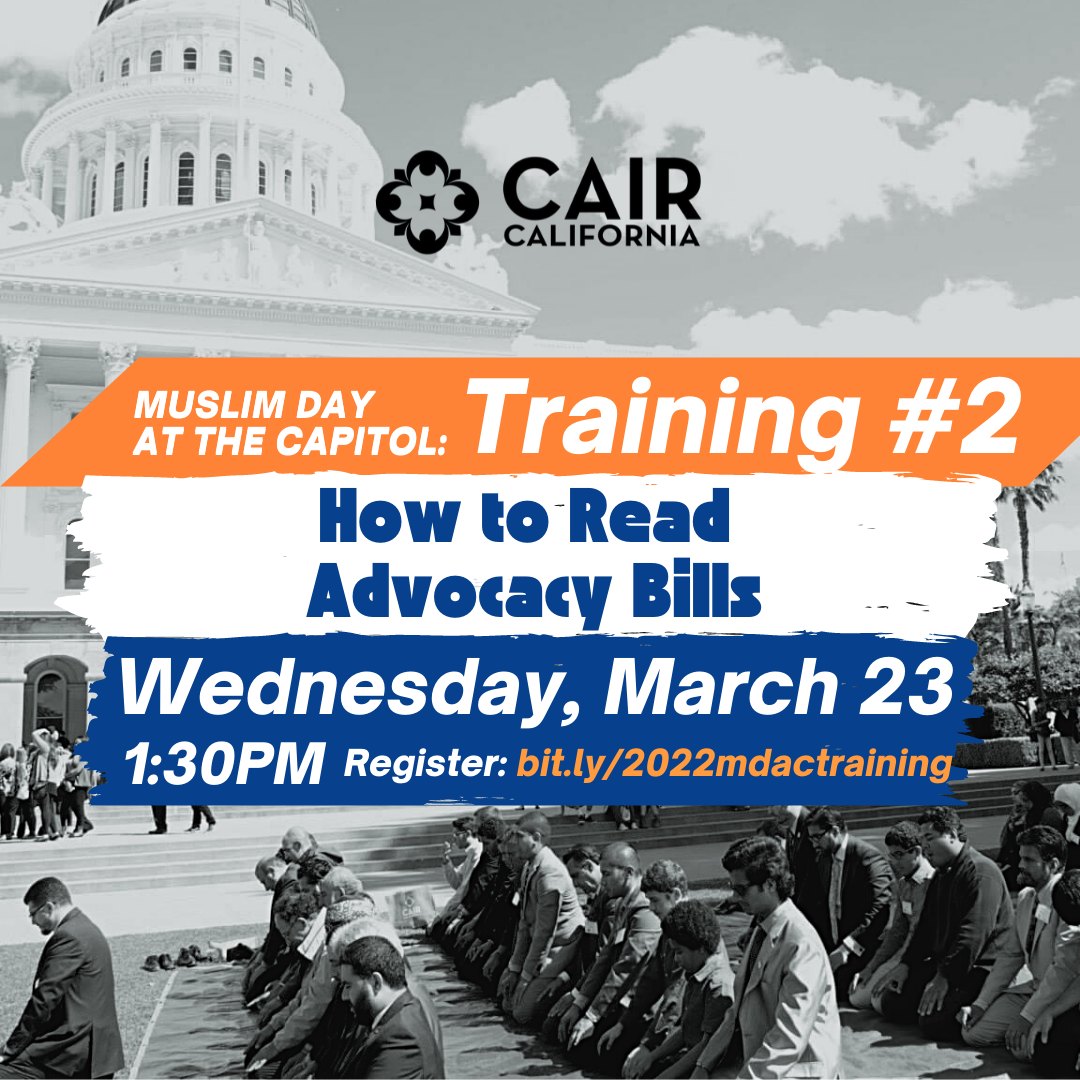 CAIR
CALIFORNIA
MUSLIM DAY
AT THE CAPITOL: Training #2
How to Read
Advocacy Bills
Wednesday, March 23
1:30PM Register: bit.ly/2022mdactraining
CAIR